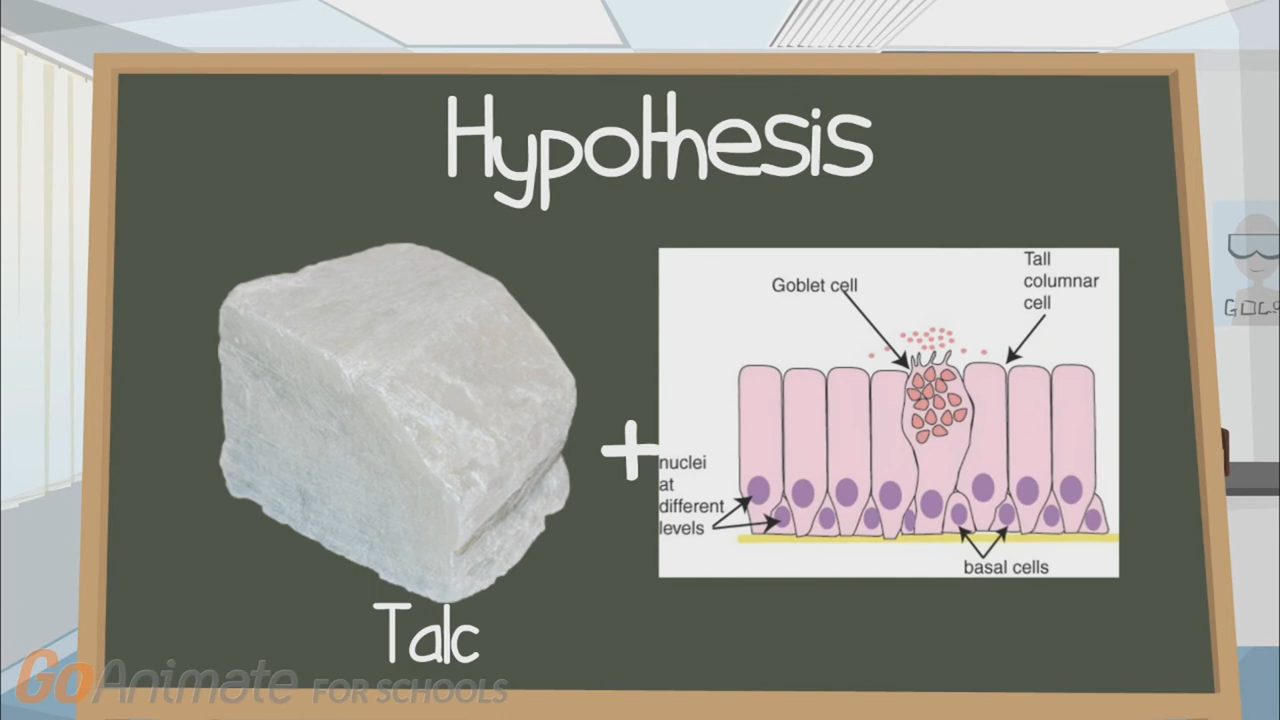 Hypothesis
Goblet cell
Tall
columnar
cell
+
nuclei
at
different
levels
basal cells
Talc
GoAnimate FOR SCHOOLS